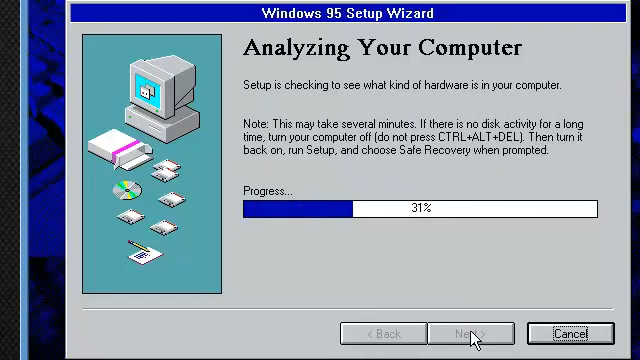 Windows 95 Setup Wizard
Analyzing Your Computer
Setup is checking to see what kind of hardware is in your computer.
Note: This may take several minutes. If there is no disk activity for a long
time, turn your computer off (do not press CTRL+ALT+DEL). Then turn it
back on, run Setup, and choose Safe Recovery when prompted.
Progress...
31%
< Back
Next >
Cancel